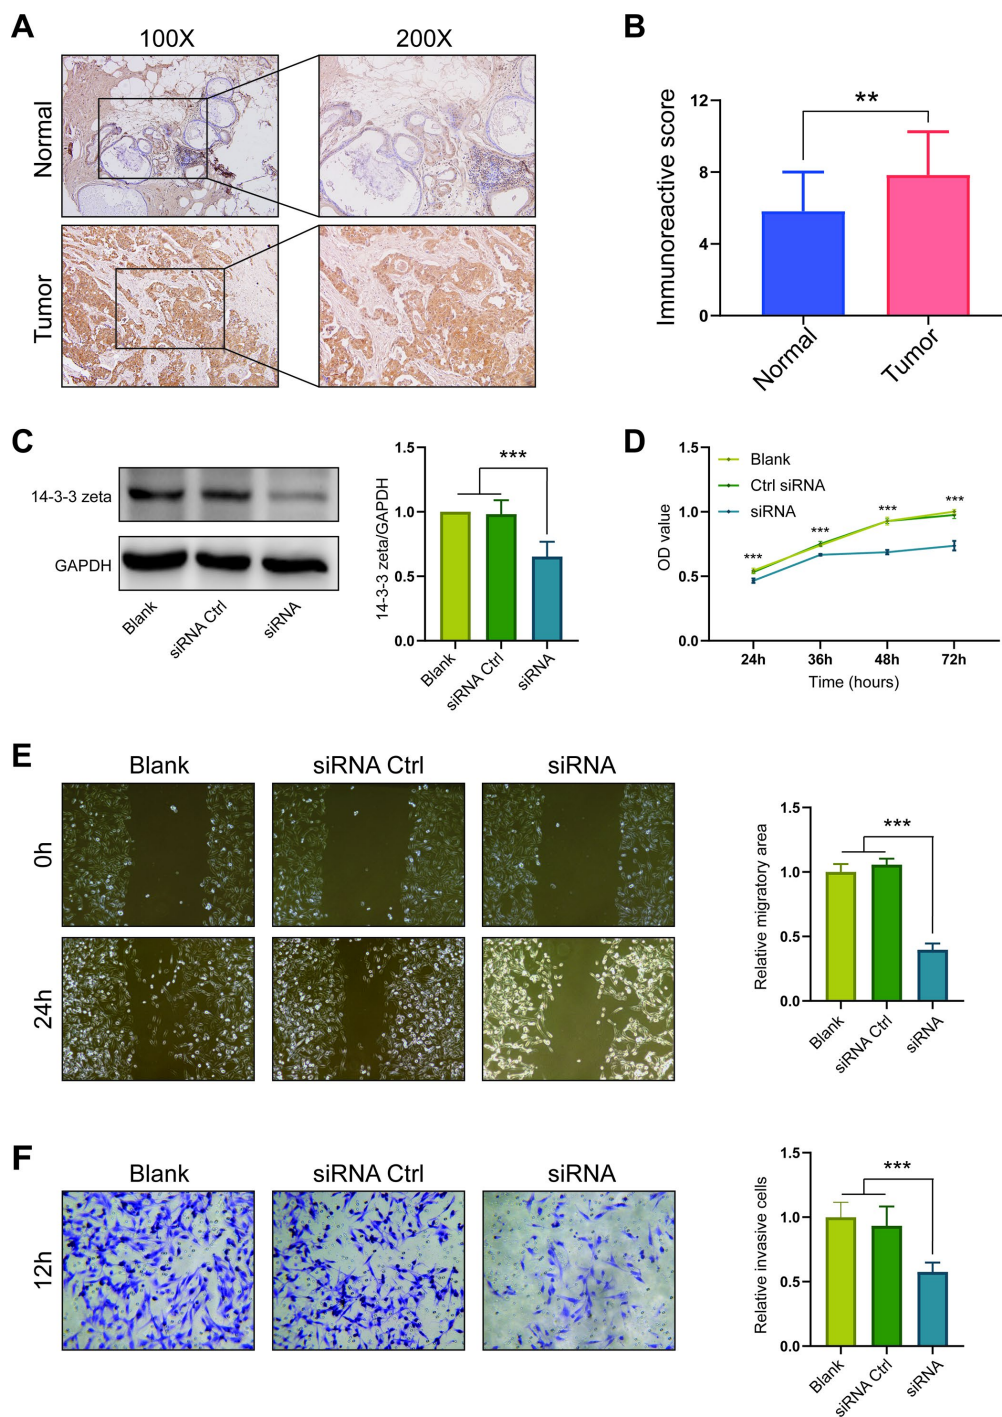 A
100X
200X
Normal
Tumor
B
Immunoreactive score
12
8
4
0
**
Normal
Tumor
C
14-3-3 zeta
GAPDH
Blank
siRNA Ctrl
siRNA
14-3-3 zeta/GAPDH
1.5
1.0
0.5
0.0
***
Blank
siRNA Ctrl
siRNA
D
OD value
1.5
1.0
0.5
0.0
Blank
Ctrl siRNA
siRNA
***
***
***
***
24h
36h
48h
72h
Time (hours)
E
Blank
siRNA Ctrl
siRNA
0h
24h
Relative migratory area
1.5
1.0
0.5
0.0
***
Blank
siRNA Ctrl
siRNA
F
Blank
siRNA Ctrl
siRNA
12h
Relative invasive cells
1.5
1.0
0.5
0.0
***
Blank
siRNA Ctrl
siRNA